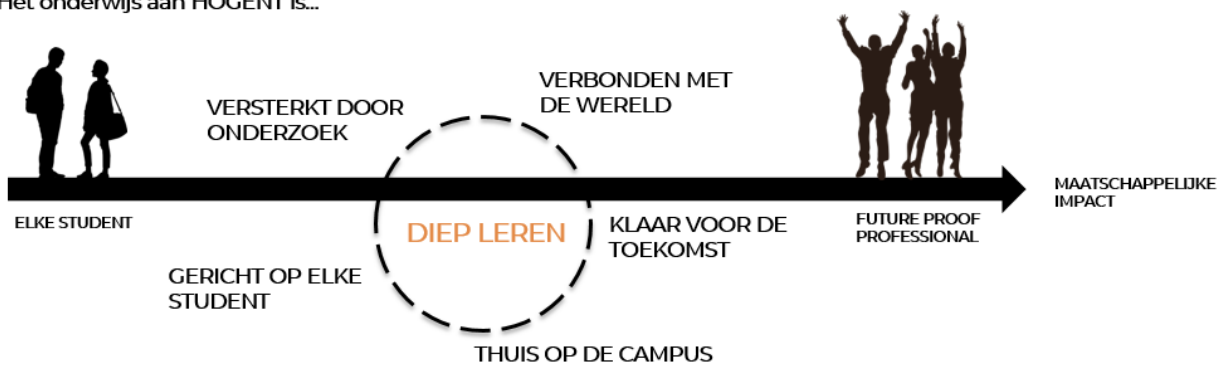 Het onderwijs aan HOGENT is...
VERSTERKT DOOR
ONDERZOEK
VERBONDEN MET
DE WERELD
ELKE STUDENT
DIEP LEREN
KLAAR VOOR DE
TOEKOMST
FUTURE PROOF
PROFESSIONAL
MAATSCHAPPELIJKE
IMPACT
GERICHT OP ELKE
STUDENT
THUIS OP DE CAMPUS